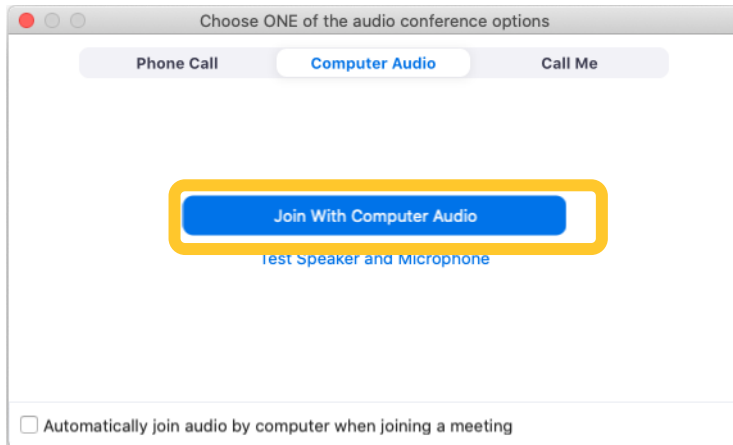 Choose ONE of the audio conference options
Phone Call Computer Audio Call Me
Join With Computer Audio
Test Speaker and Microphone
Automatically join audio by computer when joining a meeting